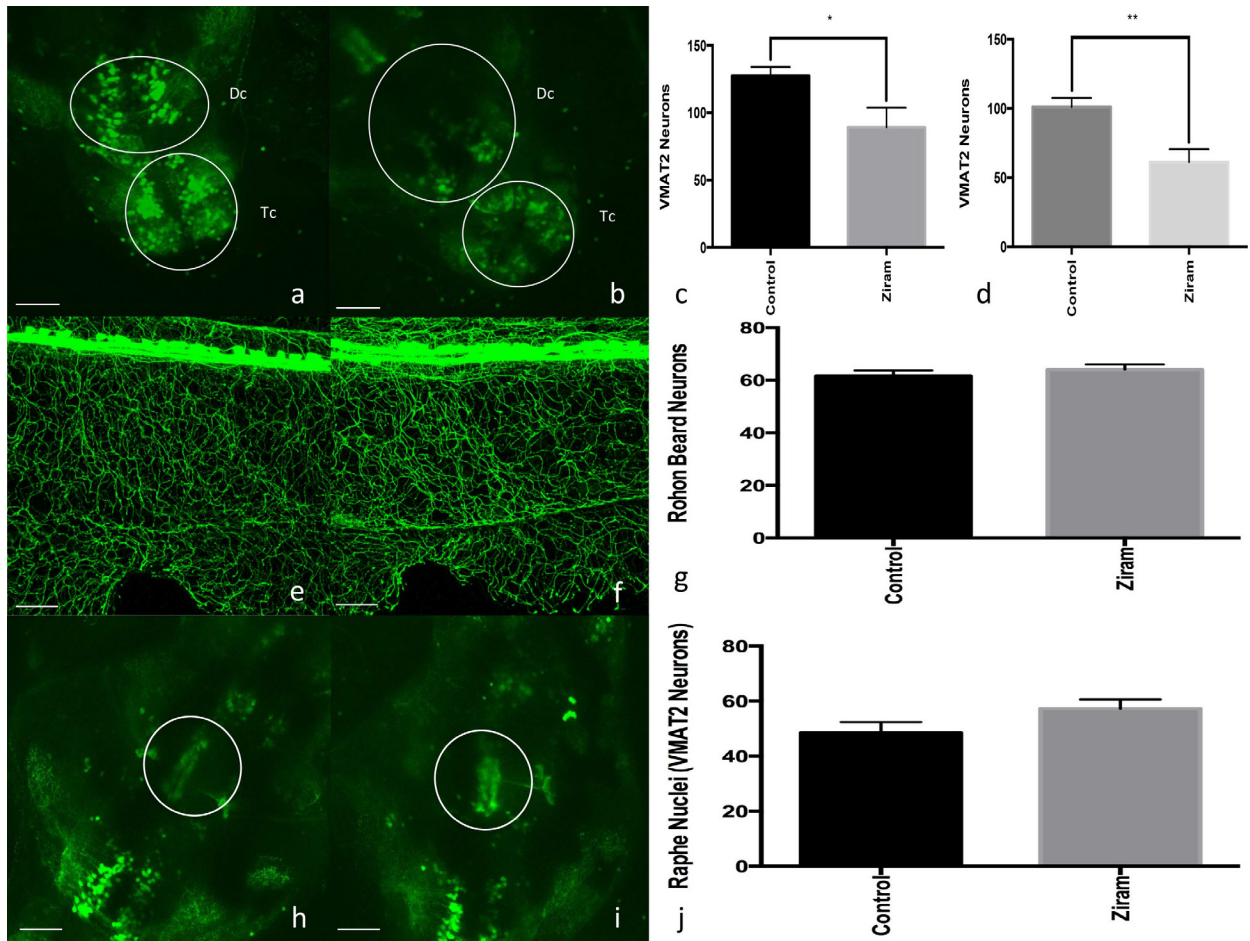 Dc
Tc
a
Dc
Tc
b
*
150
100
50
0
VMAT2 Neurons
Control
Ziram
c
**
150
100
50
0
VMAT2 Neurons
Control
Ziram
d
e
f
80
60
40
20
0
Rohon Beard Neurons
Control
Ziram
g
h
i
80
60
40
20
0
Raphe Nuclei (VMAT2 Neurons)
Control
Ziram
j